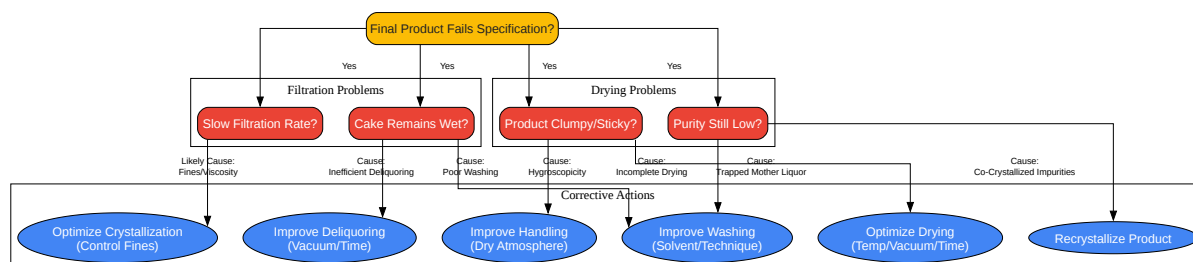 Final Product Fails Specification?
Yes
Yes
Yes
Yes
Filtration Problems
Drying Problems
Slow Filtration Rate?
Cake Remains Wet?
Product Clumpy/Sticky?
Purity Still Low?
Likely Cause:
Fines/Viscosity
Cause:
Inefficient Deliquoring
Cause:
Poor Washing
Cause:
Hygroscopicity
Cause:
Incomplete Drying
Cause:
Trapped Mother Liquor
Cause:
Co-Crystallized Impurities
Corrective Actions
Optimize Crystallization
(Control Fines)
Improve Deliquoring
(Vacuum/Time)
Improve Handling
(Dry Atmosphere)
Improve Washing
(Solvent/Technique)
Optimize Drying
(Temp/Vacuum/Time)
Recrystallize Product